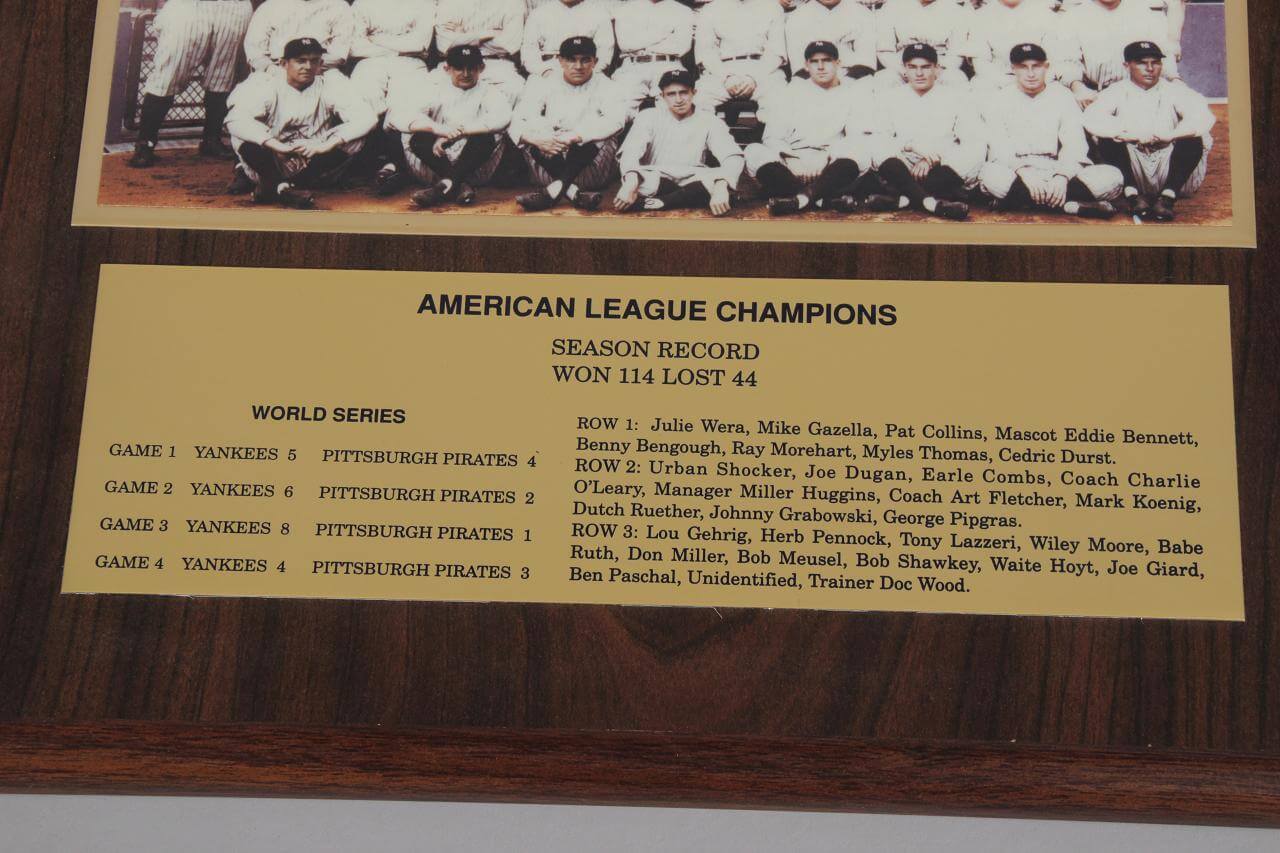 AMERICAN LEAGUE CHAMPIONS
SEASON RECORD
WON 114 LOST 44
WORLD SERIES
GAME 1 YANKEES 5 PITTSBURGH PIRATES 4
GAME 2 YANKEES 6 PITTSBURGH PIRATES 2
GAME 3 YANKEES 8 PITTSBURGH PIRATES 1
GAME 4 YANKEES 4 PITTSBURGH PIRATES 3
ROW 1: Julie Wera, Mike Gazella, Pat Collins, Mascot Eddie Bennett,
Benny Bengough, Ray Morehart, Myles Thomas, Cedric Durst.
ROW 2: Urban Shocker, Joe Dugan, Earle Combs, Coach Charlie
O'Leary, Manager Miller Huggins, Coach Art Fletcher, Mark Koenig,
Dutch Ruether, Johnny Grabowski, George Pipgras.
ROW 3: Lou Gehrig, Herb Pennock, Tony Lazzeri, Wiley Moore, Babe
Ruth, Don Miller, Bob Meusel, Bob Shawkey, Waite Hoyt, Joe Giard,
Ben Paschal, Unidentified, Trainer Doc Wood.